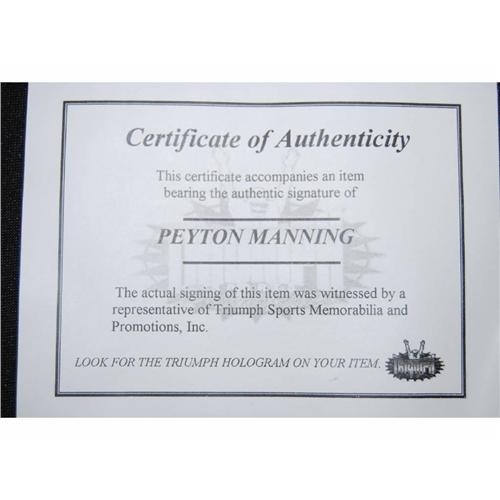 Certificate of Authenticity
This certificate accompanies an item
bearing the authentic signature of
PEYTON MANNING
The actual signing of this item was witnessed by a
representative of Triumph Sports Memorabilia and
Promotions, Inc.
LOOK FOR THE TRIUMPH HOLOGRAM ON YOUR ITEM.
TRIUMPH